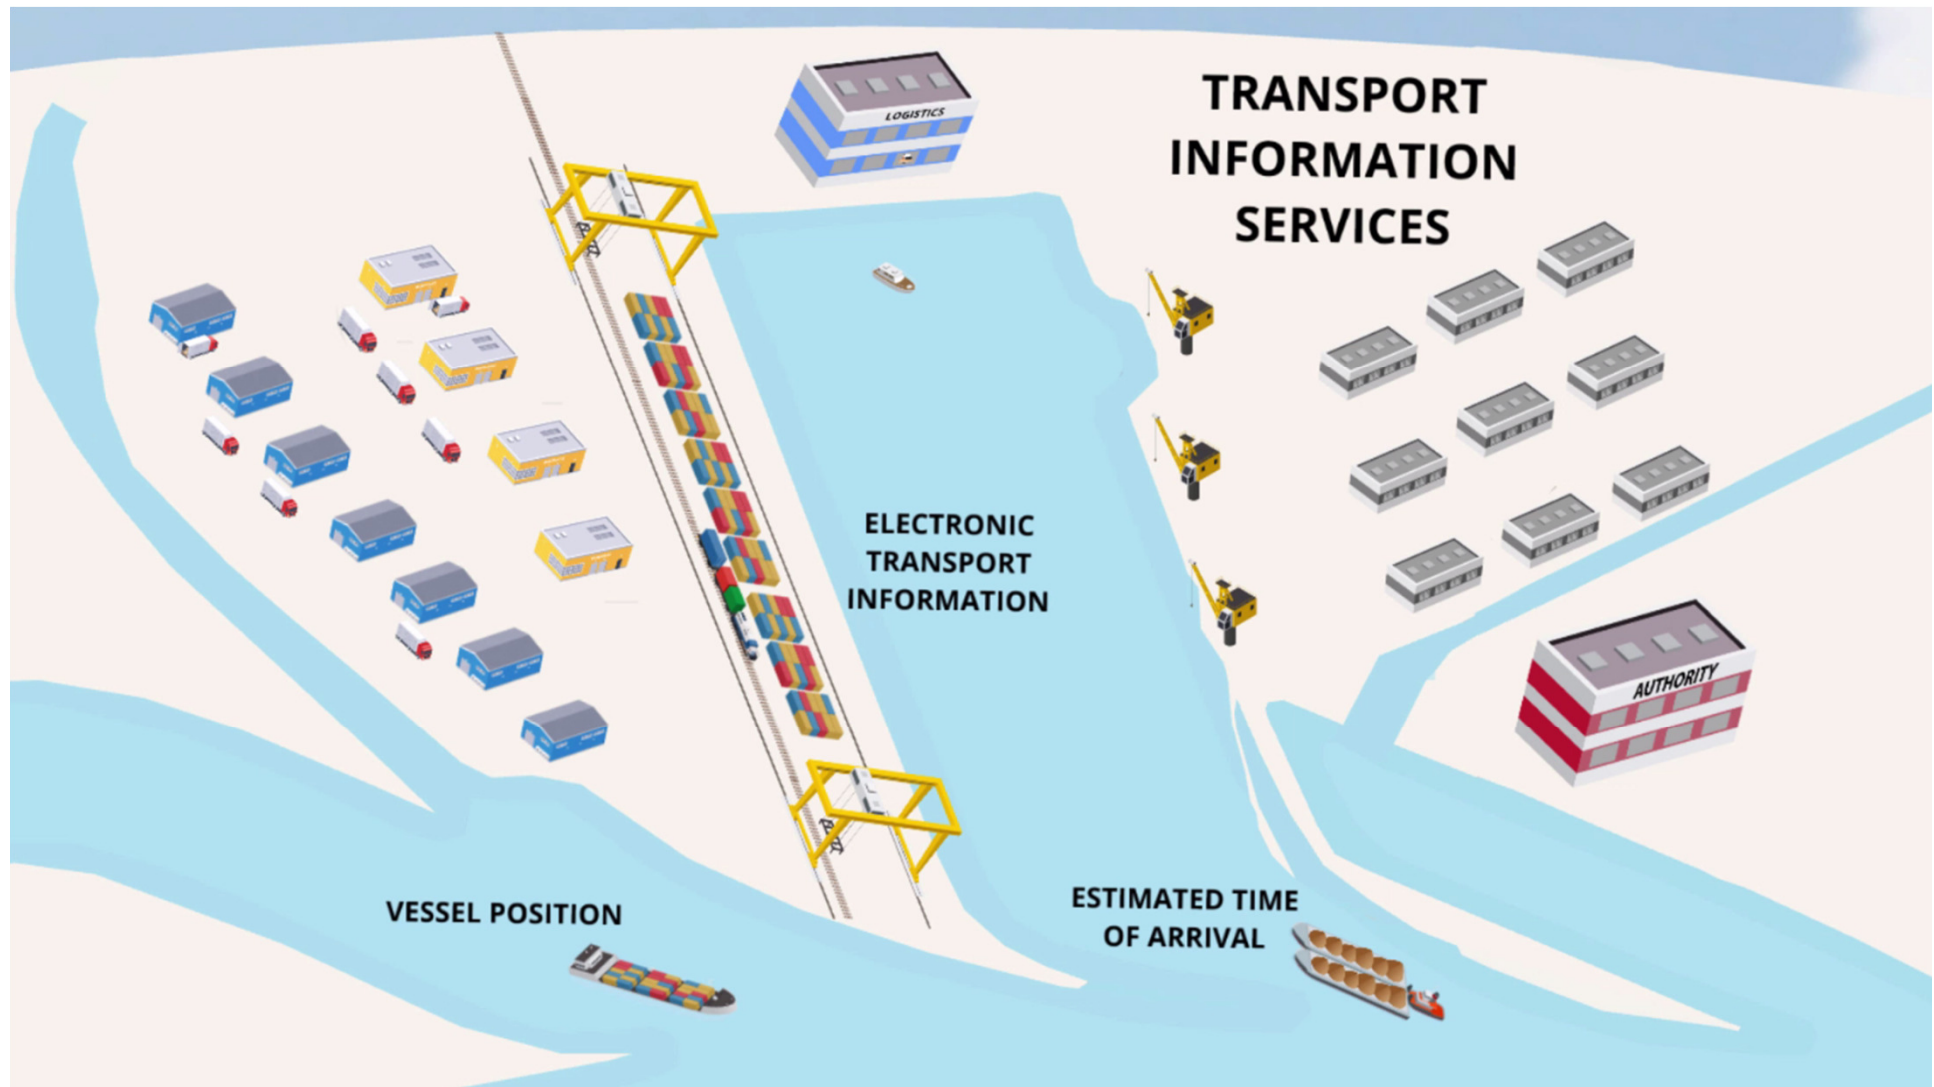 LOGISTICS
TRANSPORT
INFORMATION
SERVICES
ELECTRONIC
TRANSPORT
INFORMATION
AUTHORITY
VESSEL POSITION
ESTIMATED TIME
OF ARRIVAL